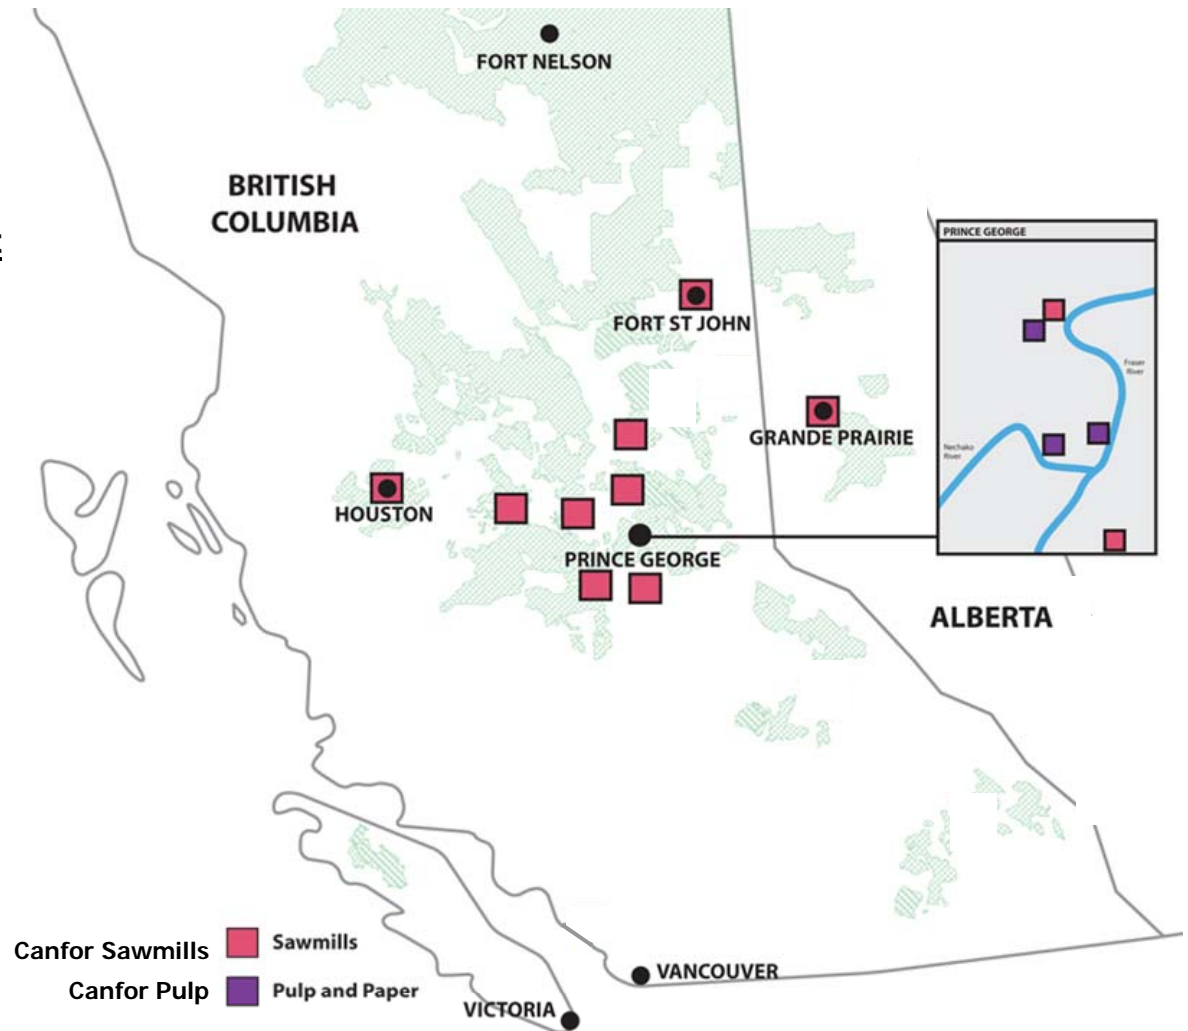 FORT NELSON
BRITISH
COLUMBIA
PRINCE GEORGE
FORT ST JOHN
Fraser
River
GRANDE PRAIRIE
Nechako
River
HOUSTON
PRINCE GEORGE
ALBERTA
Canfor Sawmills
Sawmills
Canfor Pulp
Pulp and Paper
VANCOUVER
VICTORIA